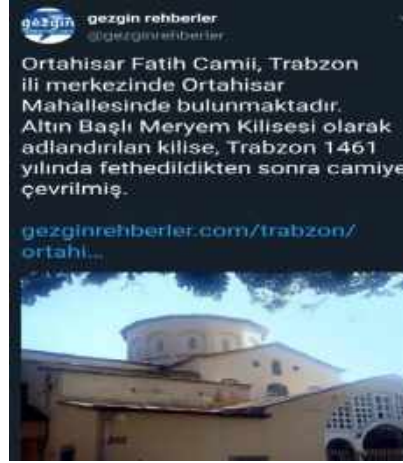 gezgin
gezgin rehberler
@gezginrehberler
Ortahisar Fatih Camii, Trabzon
ili merkezinde Ortahisar
Mahallesinde bulunmaktadır.
Altın Başlı Meryem Kilisesi olarak
adlandırılan kilise, Trabzon 1461
yılında fethedildikten sonra camiye
çevrilmiş.
gezginrehberler.com/trabzon/
ortahi...